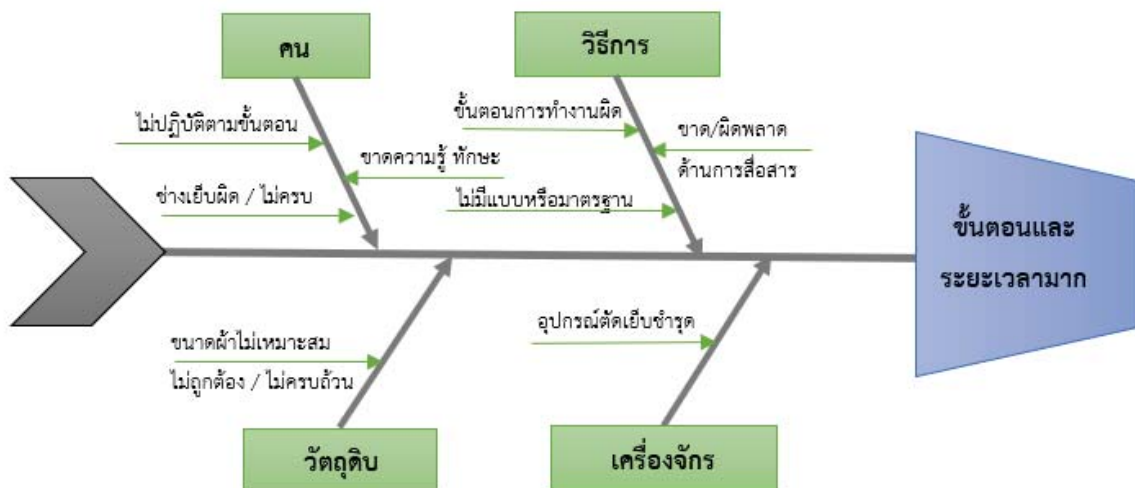 คน
วิธีการ
ไม่ปฏิบัติตามขั้นตอน
ขาดความรู้ ทักษะ
ช่างเย็บผิด / ไม่ครบ
ขั้นตอนการทำงานผิด
ขาด/ผิดพลาด
ด้านการสื่อสาร
ไม่มีแบบหรือมาตรฐาน
ขั้นตอนและ
ระยะเวลามาก
ขนาดผ้าไม่เหมาะสม
ไม่ถูกต้อง / ไม่ครบถ้วน
อุปกรณ์ตัดเย็บชำรุด
วัตถุดิบ
เครื่องจักร